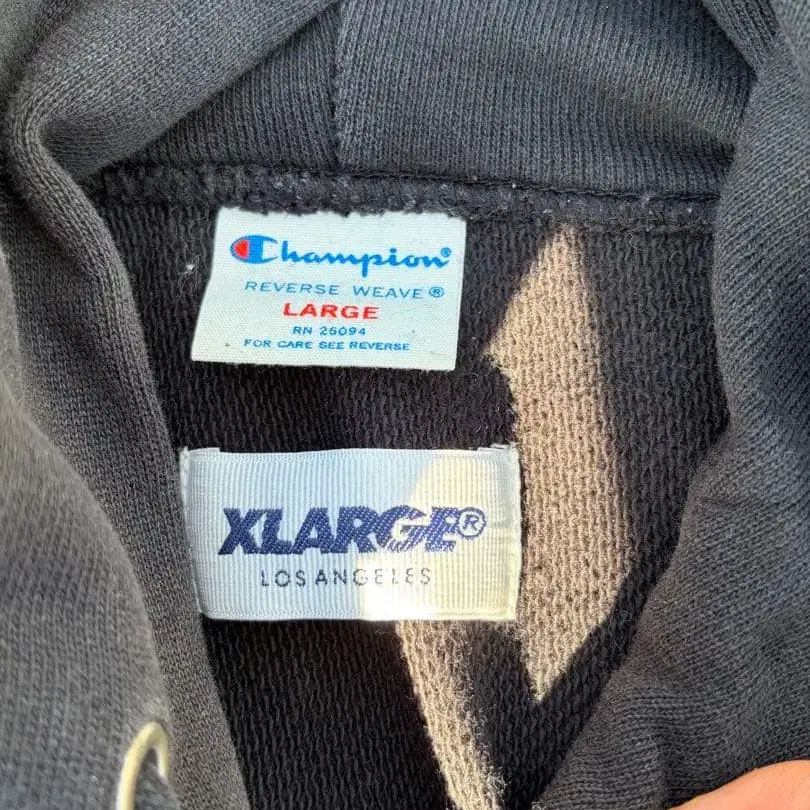 Champion®
REVERSE WEAVE®
LARGE
RN 26094
FOR CARE SEE REVERSE
XLARGE®
LOS ANGELES